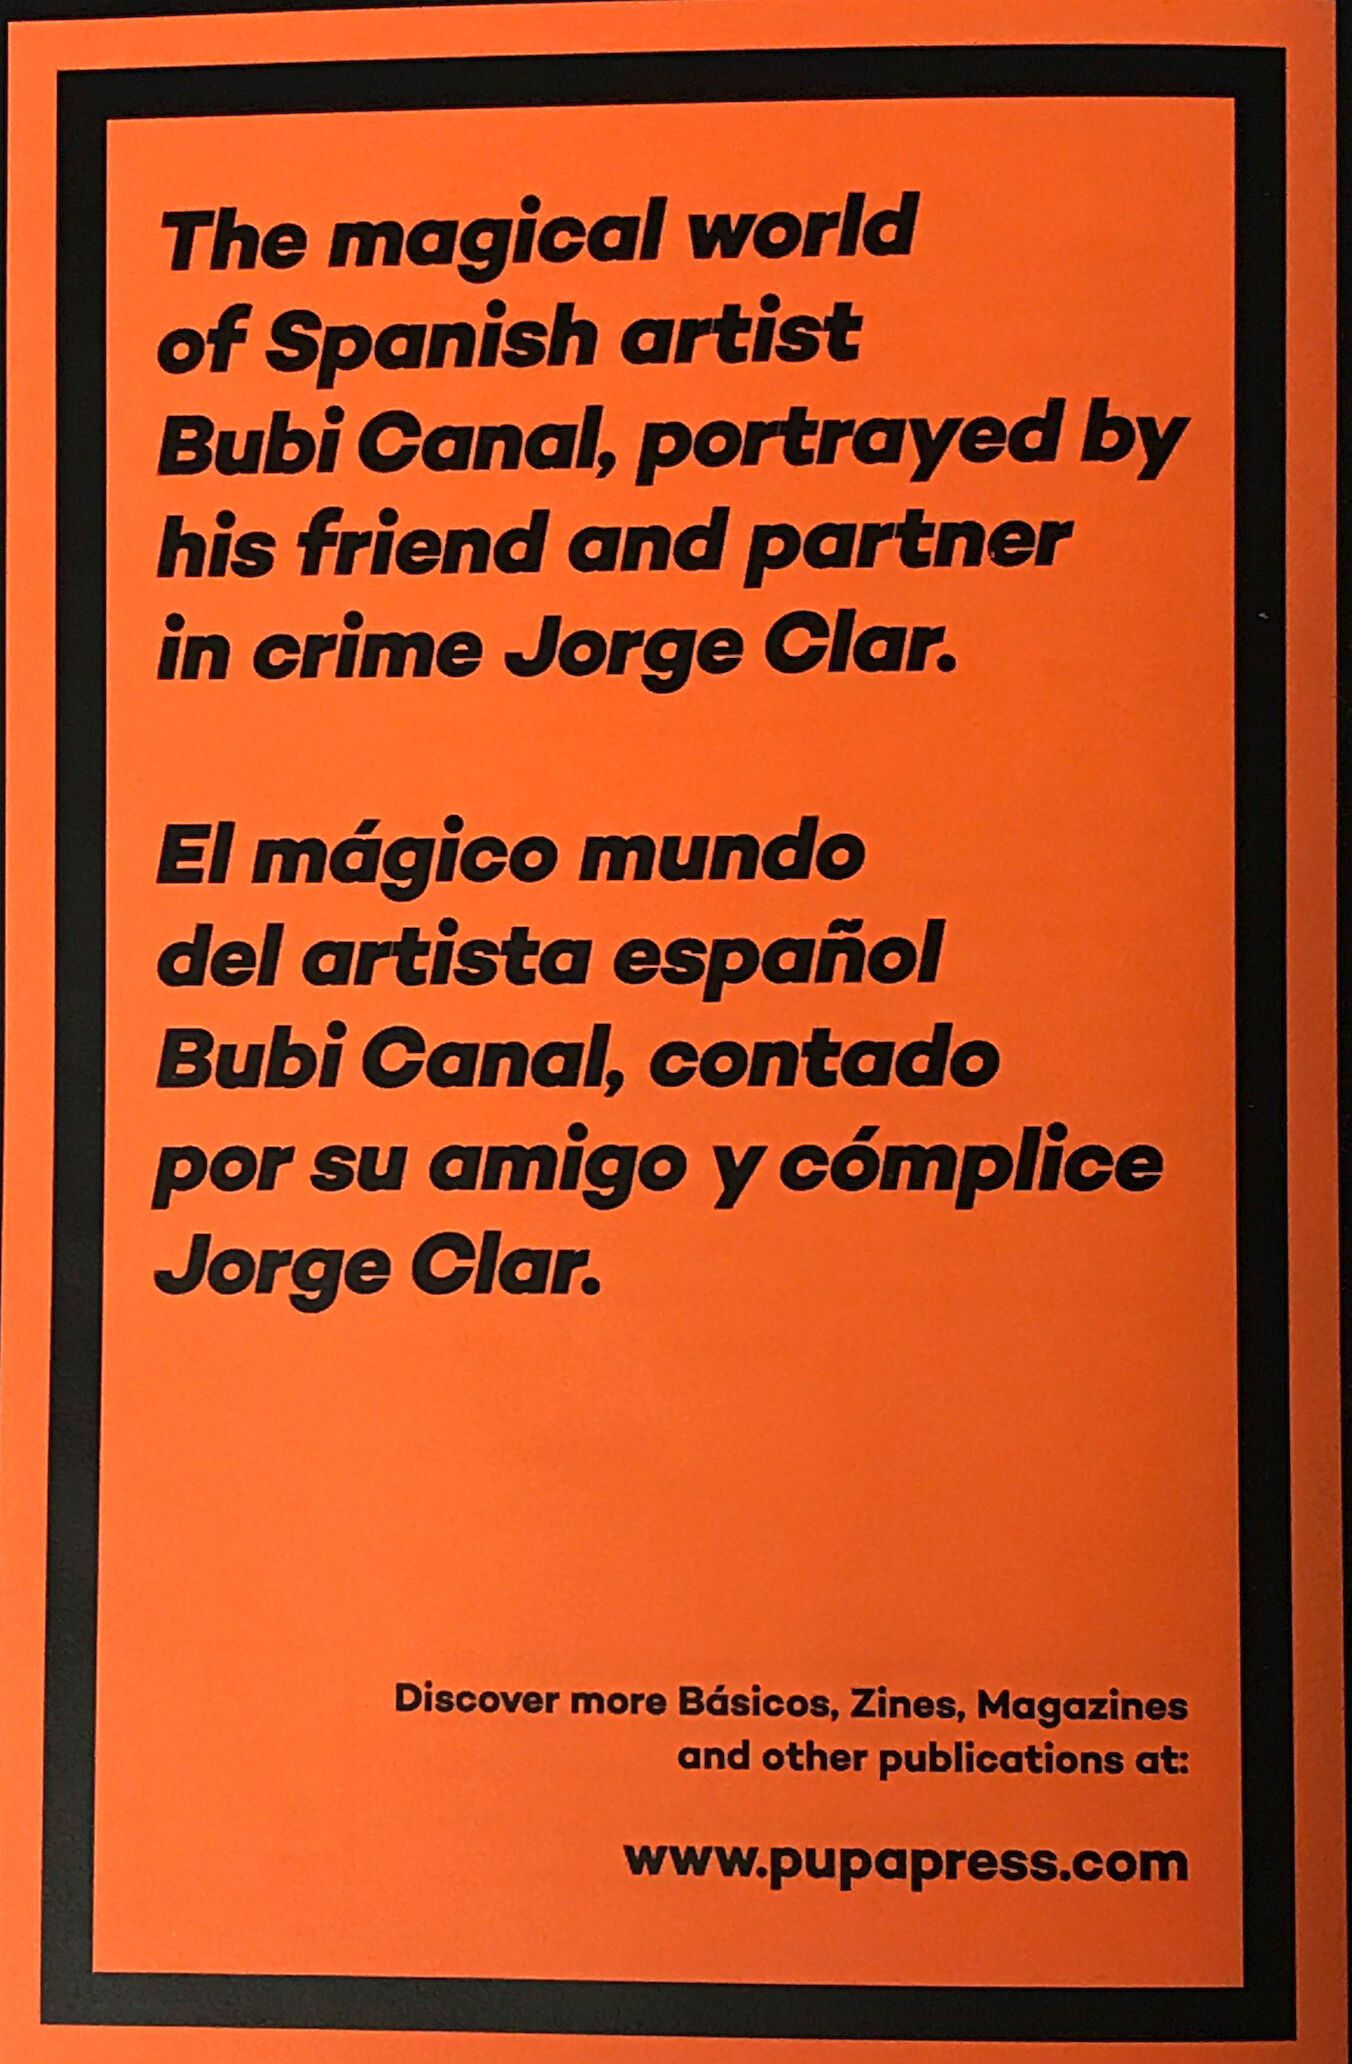 The magical world
of Spanish artist
Bubi Canal, portrayed by
his friend and partner
in crime Jorge Clar.
El mágico mundo
del artista español
Bubi Canal, contado
por su amigo y cómplice
Jorge Clar.
Discover more Básicos, Zines, Magazines
and other publications at:
www.pupapress.com